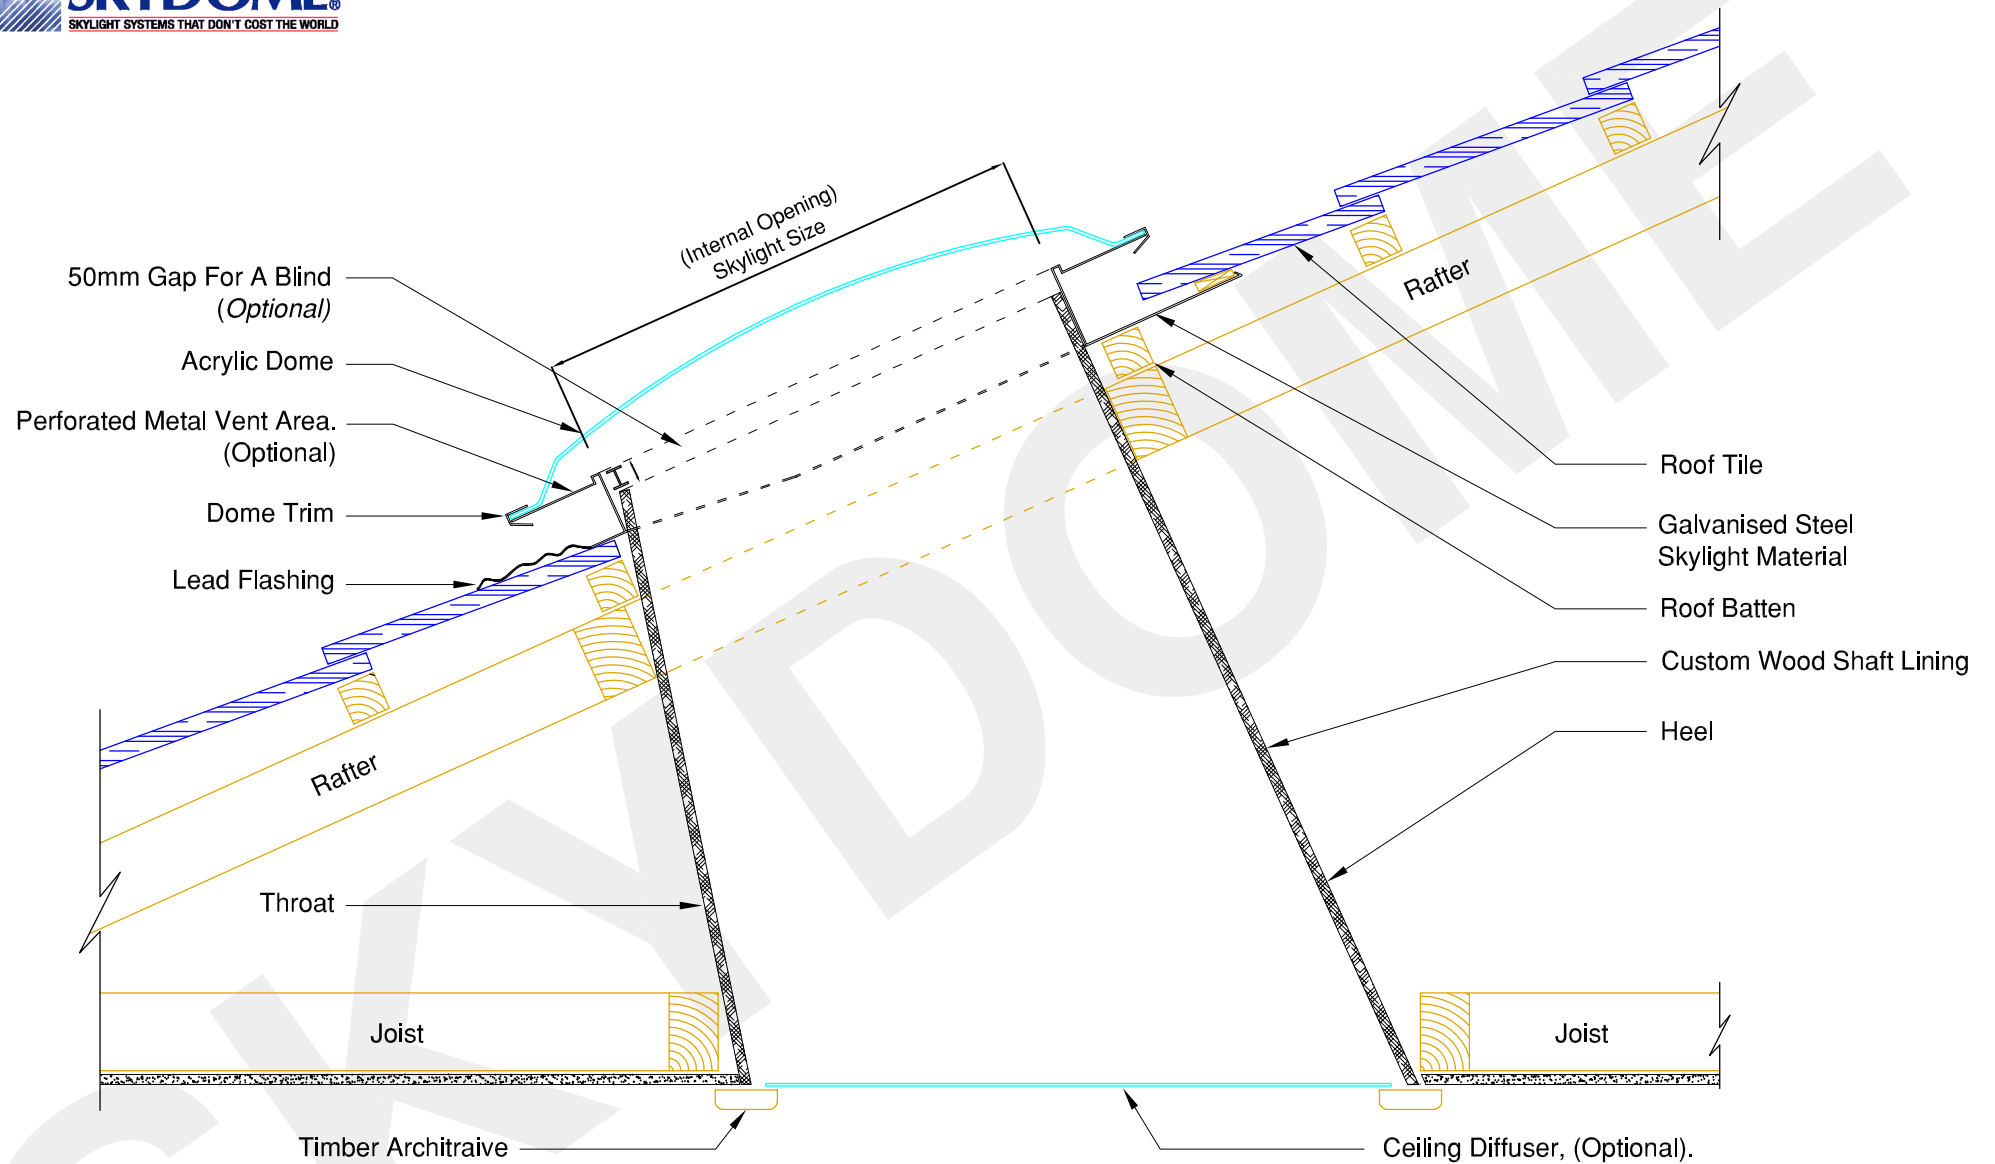 SKYDOME®
SKYLIGHT SYSTEMS THAT DON'T COST THE WORLD
(Internal Opening)
Skylight Size
50mm Gap For A Blind
(Optional)
Acrylic Dome
Perforated Metal Vent Area.
(Optional)
Dome Trim
Lead Flashing
Rafter
Rafter
Roof Tile
Galvanised Steel
Skylight Material
Roof Batten
Custom Wood Shaft Lining
Heel
Throat
Joist
Joist
Timber Architraive
Ceiling Diffuser, (Optional).
SKYDOME